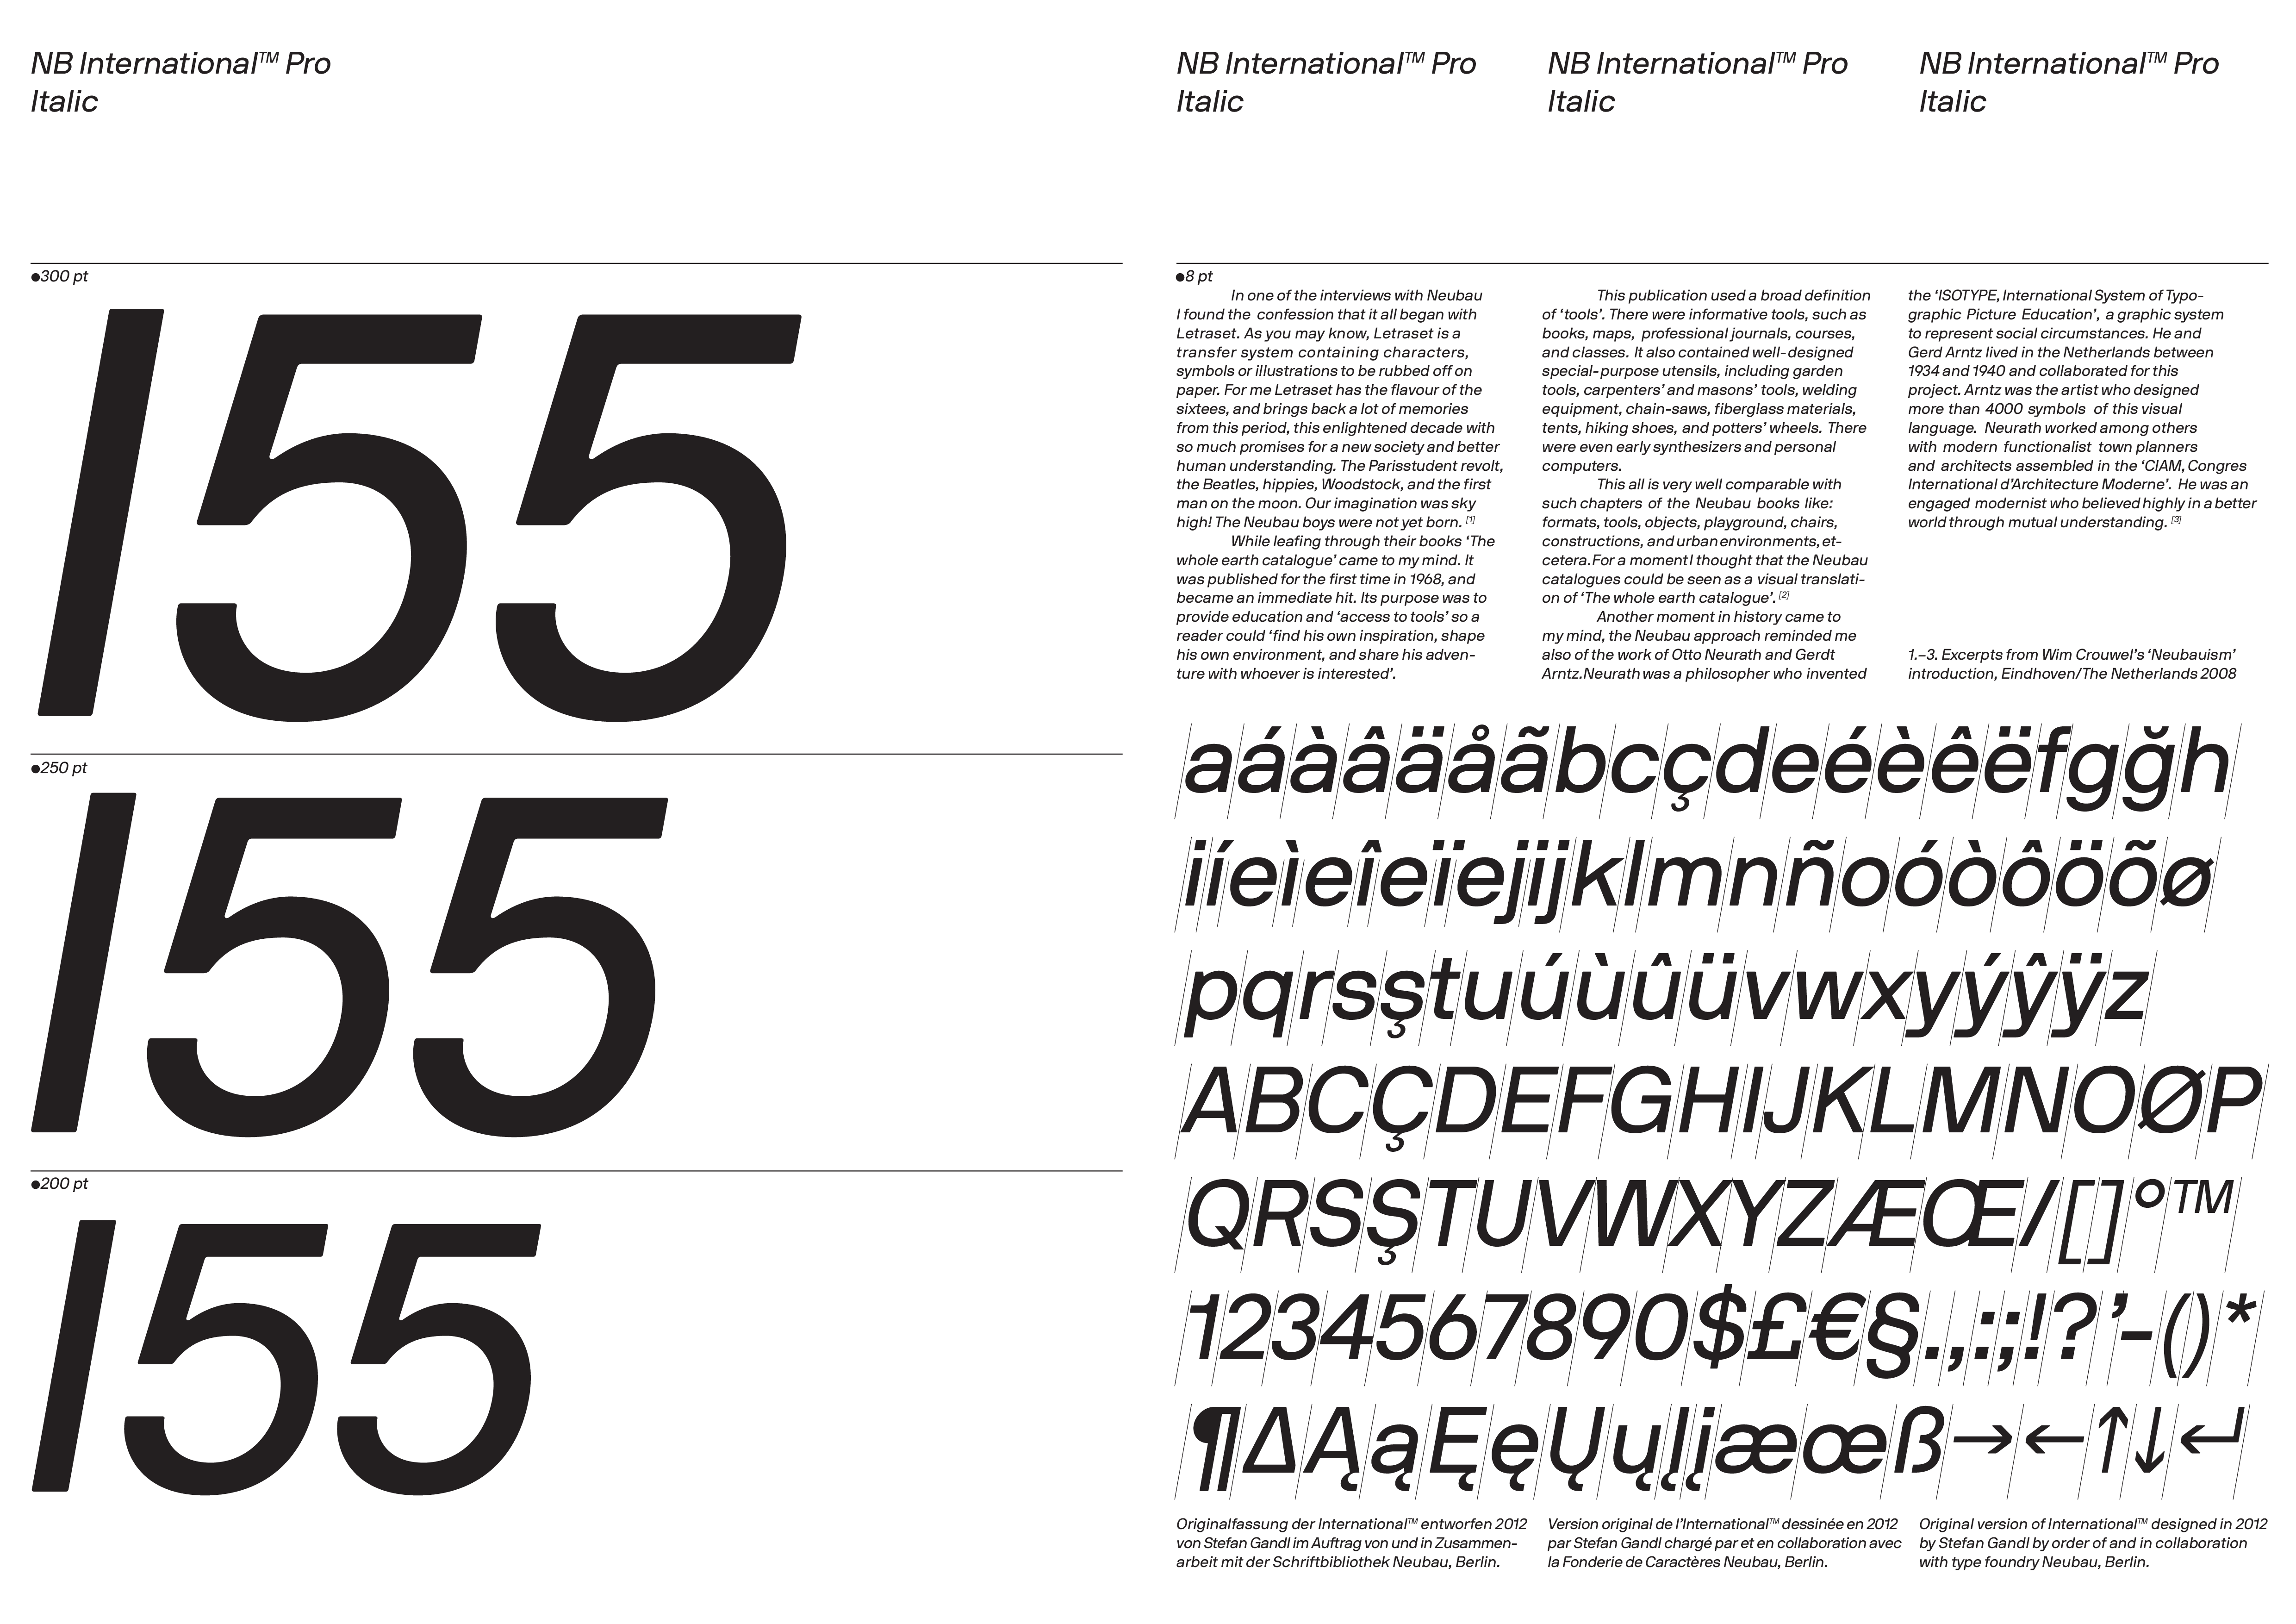 NB International™ Pro
Italic
●300 pt
I55
●250 pt
I55
●200 pt
I55
NB International™ Pro
Italic
NB International™ Pro
Italic
NB International™ Pro
Italic
●8 pt
In one of the interviews with Neubau
I found the confession that it all began with
Letraset. As you may know, Letraset is a
transfer system containing characters,
symbols or illustrations to be rubbed off on
paper. For me Letraset has the flavour of the
sixtees, and brings back a lot of memories
from this period, this enlightened decade with
so much promises for a new society and better
human understanding. The Parisstudent revolt,
the Beatles, hippies, Woodstock, and the first
man on the moon. Our imagination was sky
high! The Neubau boys were not yet born. [1]
While leafing through their books ‘The
whole earth catalogue’ came to my mind. It
was published for the first time in 1968, and
became an immediate hit. Its purpose was to
provide education and ‘access to tools’ so a
reader could ‘find his own inspiration, shape
his own environment, and share his adven-
ture with whoever is interested’.
This publication used a broad definition
of ‘tools’. There were informative tools, such as
books, maps, professional journals, courses,
and classes. It also contained well-designed
special-purpose utensils, including garden
tools, carpenters’ and masons’ tools, welding
equipment, chain-saws, fiberglass materials,
tents, hiking shoes, and potters’ wheels. There
were even early synthesizers and personal
computers.
This all is very well comparable with
such chapters of the Neubau books like:
formats, tools, objects, playground, chairs,
constructions, and urban environments, et-
cetera.For a moment I thought that the Neubau
catalogues could be seen as a visual translati-
on of ‘The whole earth catalogue’. [2]
Another moment in history came to
my mind, the Neubau approach reminded me
also of the work of Otto Neurath and Gerdt
Arntz.Neurath was a philosopher who invented
the ‘ISOTYPE, International System of Typo-
graphic Picture Education’, a graphic system
to represent social circumstances. He and
Gerd Arntz lived in the Netherlands between
1934 and 1940 and collaborated for this
project. Arntz was the artist who designed
more than 4000 symbols of this visual
language. Neurath worked among others
with modern functionalist town planners
and architects assembled in the ‘CIAM, Congres
International d’Architecture Moderne’. He was an
engaged modernist who believed highly in a better
world through mutual understanding. [3]
1.–3. Excerpts from Wim Crouwel’s ‘Neubauism’
introduction, Eindhoven/The Netherlands 2008
aáàâäåãbcçdeéèêëfgğh
iíeìeîeïejijklmnñoóòôöõø
pqrsştuúùûüvwxyýŷÿz
ABCÇDEFGHIJKLMNOØP
QRSŞTUVWXYZÆŒ/[]°™
1234567890$£€§.,:;!?’-()*
¶∆ĄąĘęŲųįįæœß→←↑↓↵
Originalfassung der International™ entworfen 2012
von Stefan Gandl im Auftrag von und in Zusammen-
arbeit mit der Schriftbibliothek Neubau, Berlin.
Version original de l’International™ dessinée en 2012
par Stefan Gandl chargé par et en collaboration avec
la Fonderie de Caractères Neubau, Berlin.
Original version of International™ designed in 2012
by Stefan Gandl by order of and in collaboration
with type foundry Neubau, Berlin.